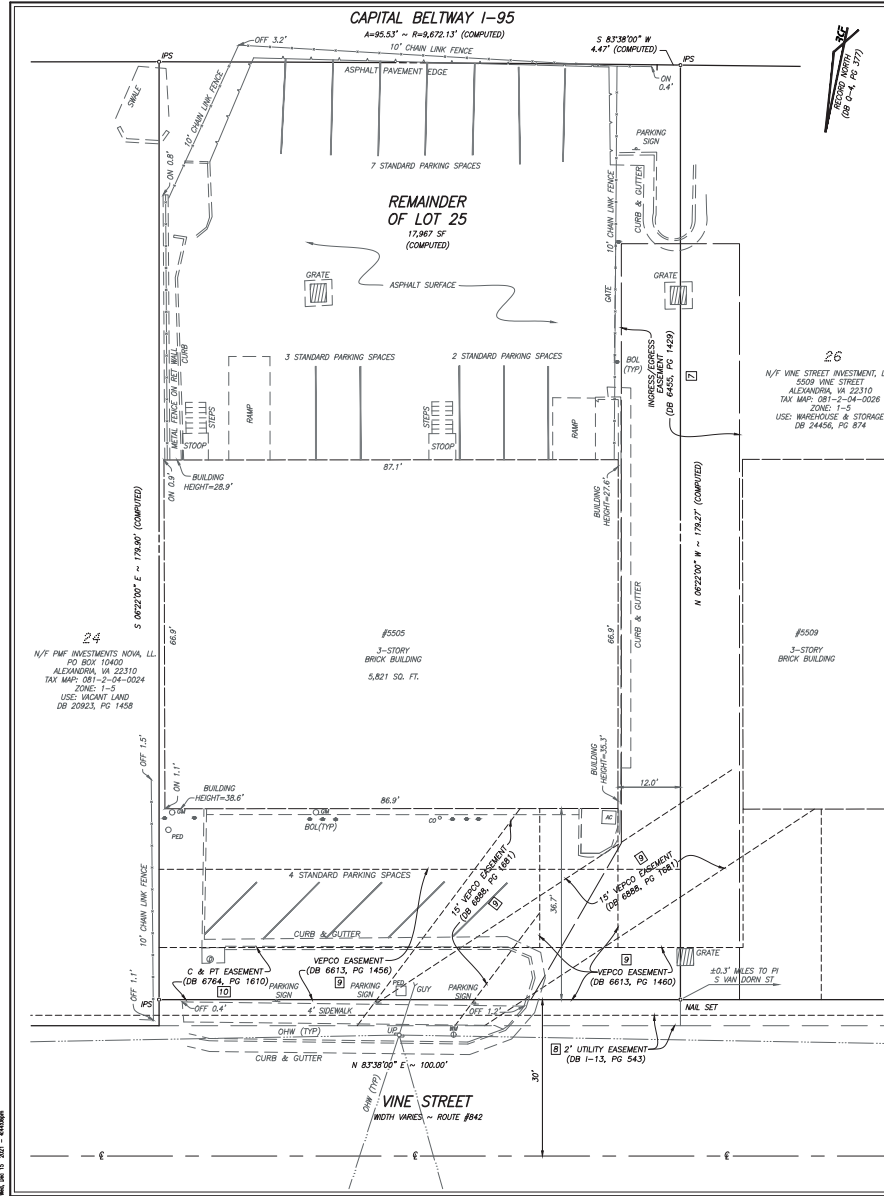 CAPITAL BELTWAY I-95
A=95.53' ~ R=9,672.13' (COMPUTED)
OFF 3.2'
10' CHAIN LINK FENCE
S 83°38'00" W
4.47' (COMPUTED)
IPS
IPS
RCE
RECORD NORTH
(DB O-4, PG 377)
ASPHALT PAVEMENT EDGE
ON
0.4'
SWALE
10' CHAIN LINK FENCE
PARKING
SIGN
ON 0.8'
7 STANDARD PARKING SPACES
10' CHAIN LINK FENCE
CURB & GUTTER
REMAINDER
OF LOT 25
17,967 SF
(COMPUTED)
GRATE
ASPHALT SURFACE
GATE
GRATE
INGRESS/EGRESS
EASEMENT
(DB 6455, PG 1429)
7
METAL FENCE ON RET WALL
CURB
3 STANDARD PARKING SPACES
2 STANDARD PARKING SPACES
BOL
(TYP)
26
N/F VINE STREET INVESTMENT, L
5509 VINE STREET
ALEXANDRIA, VA 22310
TAX MAP: 081-2-04-0026
ZONE: I-5
USE: WAREHOUSE & STORAGE
DB 24456, PG 874
STEPS
RAMP
STEPS
RAMP
STOOP
STOOP
87.1'
ON 0.9'
BUILDING
HEIGHT=28.9'
BUILDING
HEIGHT=27.6'
S 06°22'00" E ~ 179.90' (COMPUTED)
N 06°22'00" W ~ 179.27' (COMPUTED)
CURB & GUTTER
24
N/F PMF INVESTMENTS NOVA, LL
PO BOX 10400
ALEXANDRIA, VA 22310
TAX MAP: 081-2-04-0024
ZONE: I-5
USE: VACANT LAND
DB 20923, PG 1458
66.9'
#5505
3-STORY
BRICK BUILDING
5,821 SQ. FT.
66.9'
#5509
3-STORY
BRICK BUILDING
OFF 1.5'
ON 1.1'
BUILDING
HEIGHT=38.6'
86.9'
BUILDING
HEIGHT=35.3'
12.0'
GM
GM
BOL(TYP)
CO
AC
PED
10' CHAIN LINK FENCE
4 STANDARD PARKING SPACES
15' VEPCO EASEMENT
(DB 6888, PG 1681)
9
9
15' VEPCO EASEMENT
(DB 6888, PG 1681)
36.7'
CURB & GUTTER
C & PT EASEMENT
(DB 6764, PG 1610)
10
VEPCO EASEMENT
(DB 6613, PG 1456)
9
9
VEPCO EASEMENT
(DB 6613, PG 1460)
GRATE
±0.3' MILES TO PI
S VAN DORN ST
OFF 1.1'
IPS
PARKING
SIGN
PARKING
SIGN
PED
GUY
PARKING
SIGN
OFF 0.4'
4' SIDEWALK
OFF 1.2'
NAIL SET
OHW (TYP)
UP
WM
CURB & GUTTER
N 83°38'00" E ~ 100.00'
8 2' UTILITY EASEMENT
(DB I-13, PG 543)
OHW (TYP)
30'
VINE STREET
WIDTH VARIES ~ ROUTE #842